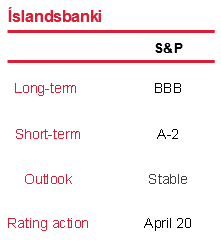 Íslandsbanki
S&P
Long-term BBB
Short-term A-2
Outlook Stable
Rating action April 20